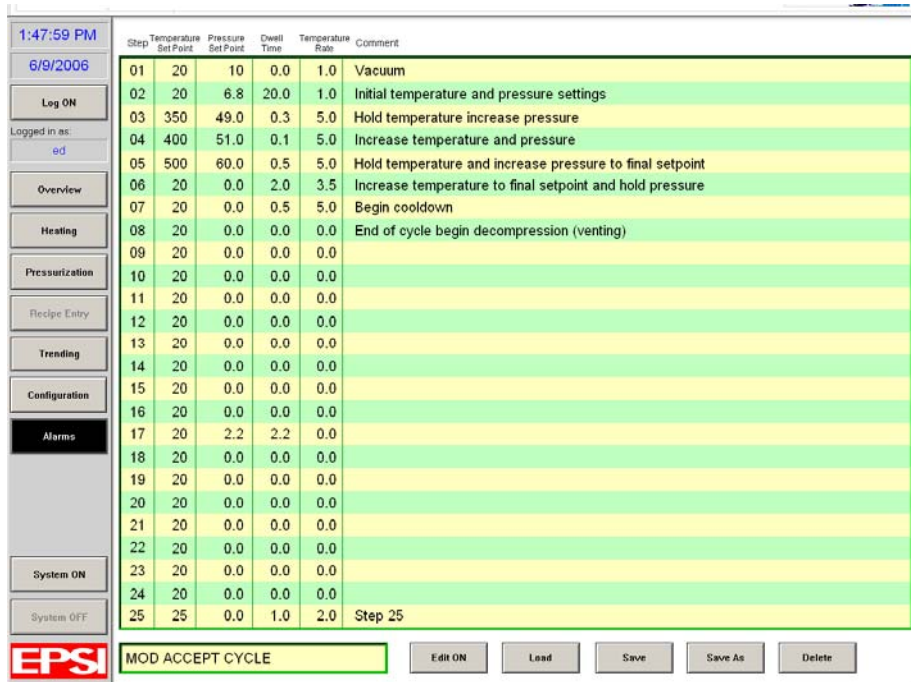 1:47:59 PM
6/9/2006
Log ON
Logged in as:
ed
Overview
Heating
Pressurization
Recipe Entry
Trending
Configuration
Alarms
System ON
System OFF
EPSI
Step Temperature Set Point Pressure Set Point Dwell Time Temperature Rate Comment
01 20 10 0.0 1.0 Vacuum
02 20 6.8 20.0 1.0 Initial temperature and pressure settings
03 350 49.0 0.3 5.0 Hold temperature increase pressure
04 400 51.0 0.1 5.0 Increase temperature and pressure
05 500 60.0 0.5 5.0 Hold temperature and increase pressure to final setpoint
06 20 0.0 2.0 3.5 Increase temperature to final setpoint and hold pressure
07 20 0.0 0.5 5.0 Begin cooldown
08 20 0.0 0.0 0.0 End of cycle begin decompression (venting)
09 20 0.0 0.0 0.0
10 20 0.0 0.0 0.0
11 20 0.0 0.0 0.0
12 20 0.0 0.0 0.0
13 20 0.0 0.0 0.0
14 20 0.0 0.0 0.0
15 20 0.0 0.0 0.0
16 20 0.0 0.0 0.0
17 20 2.2 2.2 0.0
18 20 0.0 0.0 0.0
19 20 0.0 0.0 0.0
20 20 0.0 0.0 0.0
21 20 0.0 0.0 0.0
22 20 0.0 0.0 0.0
23 20 0.0 0.0 0.0
24 20 0.0 0.0 0.0
25 25 0.0 1.0 2.0 Step 25
MOD ACCEPT CYCLE
Edit ON
Load
Save
Save As
Delete